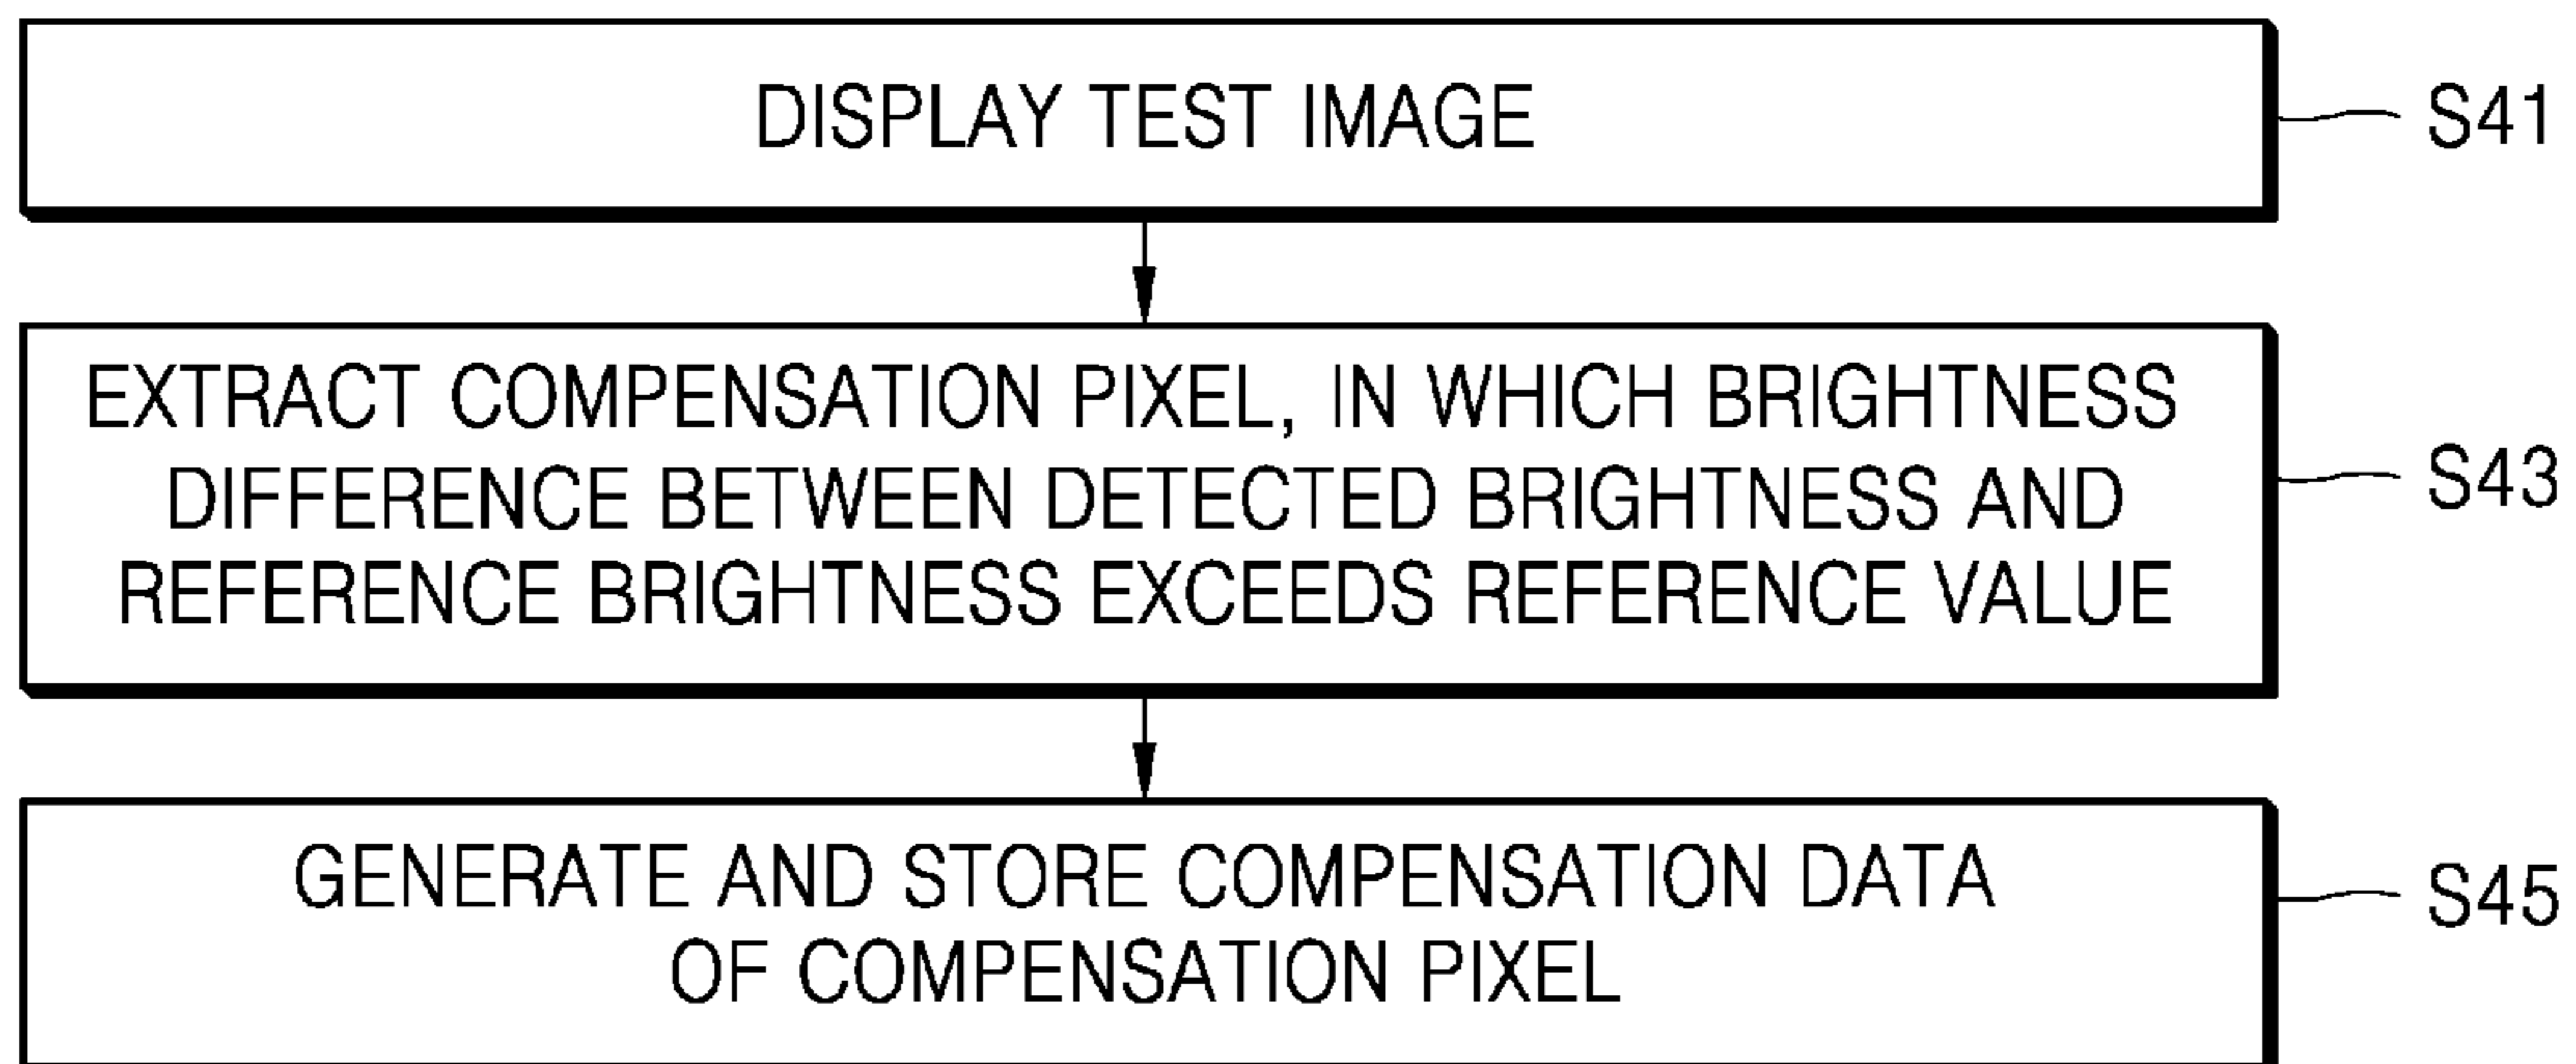 DISPLAY TEST IMAGE
S41
EXTRACT COMPENSATION PIXEL, IN WHICH BRIGHTNESS
DIFFERENCE BETWEEN DETECTED BRIGHTNESS AND
REFERENCE BRIGHTNESS EXCEEDS REFERENCE VALUE
S43
GENERATE AND STORE COMPENSATION DATA
OF COMPENSATION PIXEL
S45